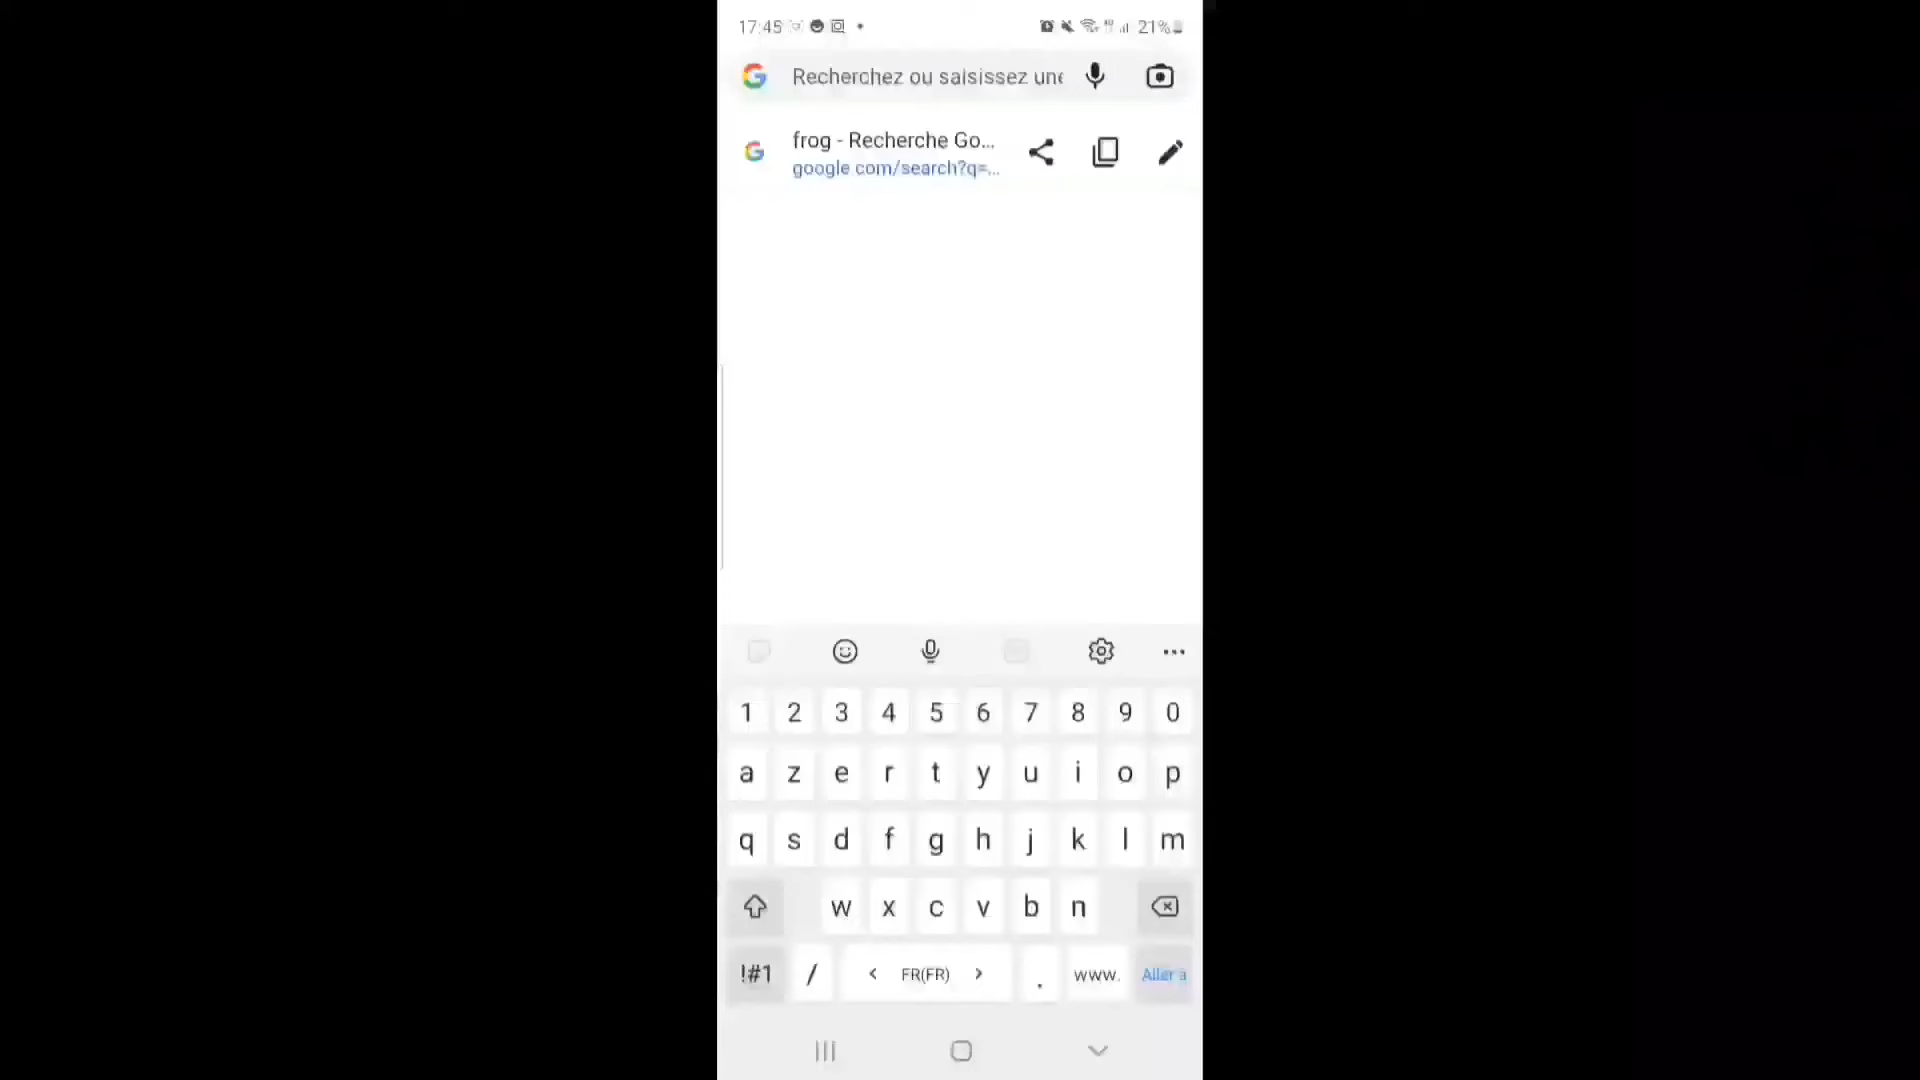 17:45 21%
Recherchez ou saisissez une
frog - Recherche Go...
google com/search?q=...
1 2 3 4 5 6 7 8 9 0
a z e r t y u i o p
q s d f g h j k l m
w x c v b n
!#1 / < FR(FR) > . www. Aller à